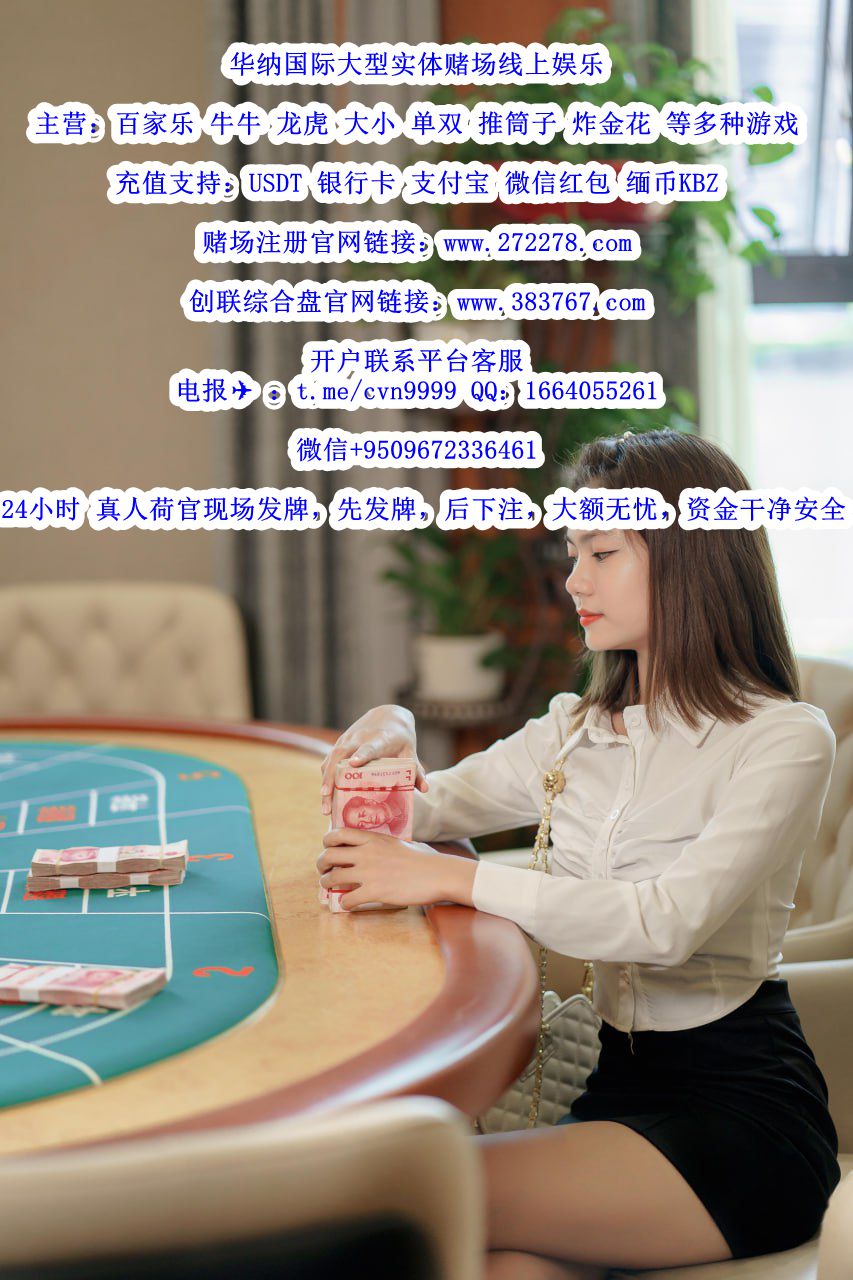 华纳国际大型实体赌场线上娱乐
主营：百家乐 牛牛 龙虎 大小 单双 推筒子 炸金花 等多种游戏
充值支持：USDT 银行卡 支付宝 微信红包 缅币KBZ
赌场注册官网链接：www.272278.com
创联综合盘官网链接：www.383767.com
开户联系平台客服
电报✈：t.me/cvn9999 QQ：1664055261
微信+9509672336461
24小时 真人荷官现场发牌，先发牌，后下注，大额无忧，资金干净安全
100
5
3
2